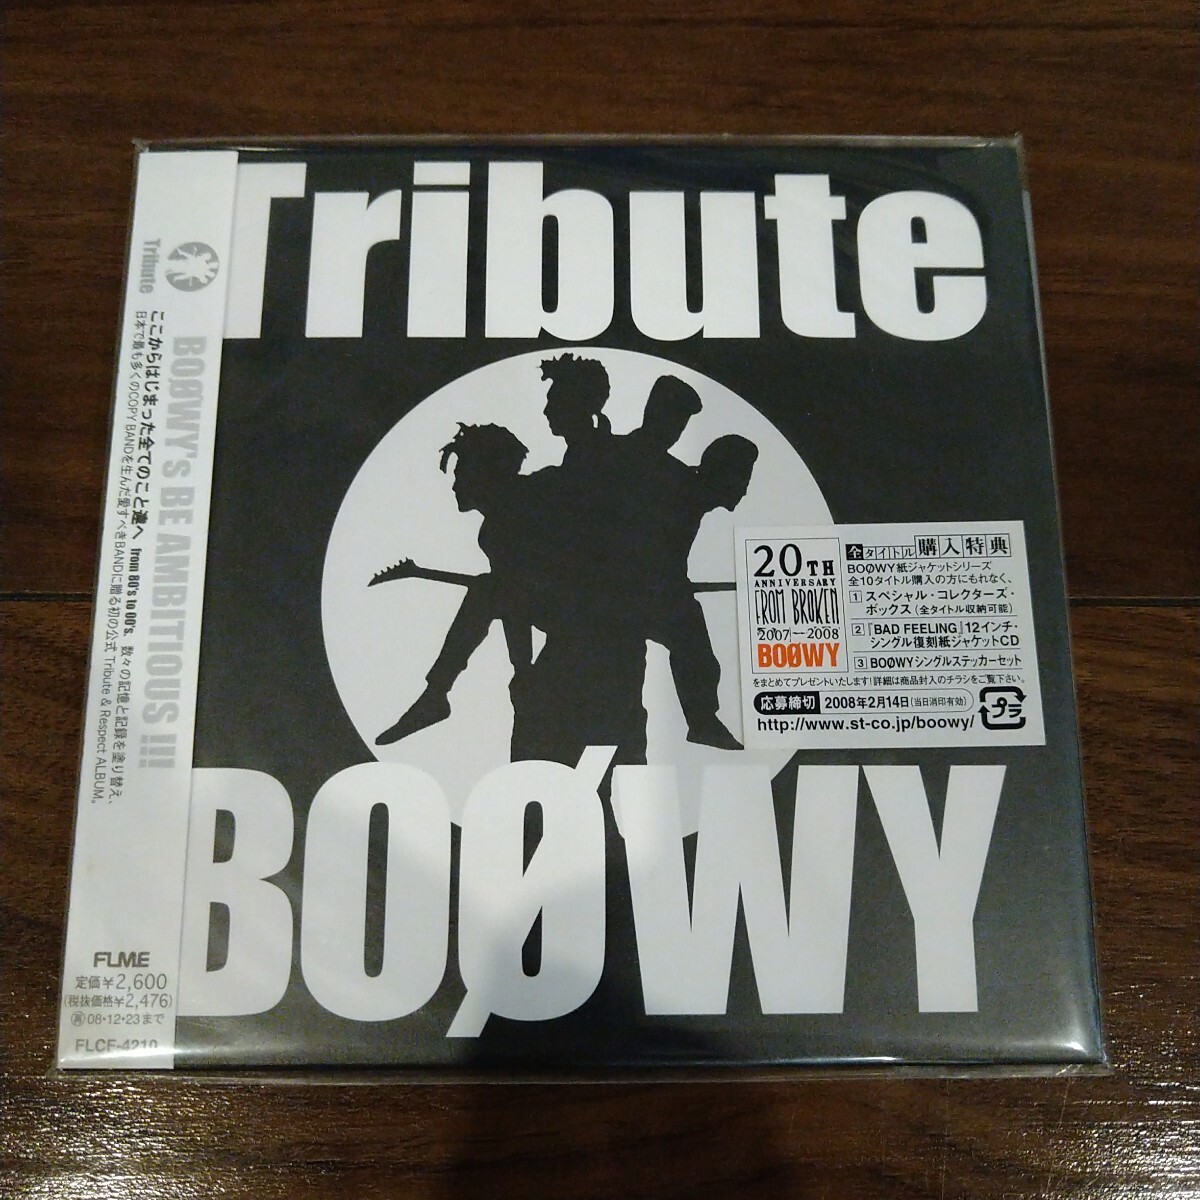 Tribute
BOØWY
Tribute
BOØWY'S BE AMBITIOUS !!!
ここからはじまった全てのこと達へ from 80's to 00's、数々の記憶と記録を塗り替え、
日本で最も多くのCOPY BANDを生んだ愛すべきBANDに贈る初の公式 Tribute & Respect ALBUM。
FLME
定価¥2,600
(税抜価格¥2,476)
再08・12・23まで
FLCF-4210
20TH
ANNIVERSARY
FROM BROKEN
2007—2008
BOØWY
全タイトル購入特典
BOØWY紙ジャケットシリーズ
全10タイトル購入の方にもれなく、
1 スペシャル・コレクターズ・
ボックス(全タイトル収納可能)
2 『BAD FEELING』12インチ・
シングル復刻紙ジャケットCD
3 BOØWYシングルステッカーセット
をまとめてプレゼントいたします!詳細は商品封入のチラシをご覧下さい。
応募締切 2008年2月14日(当日消印有効)
http://www.st-co.jp/boowy/
プラ